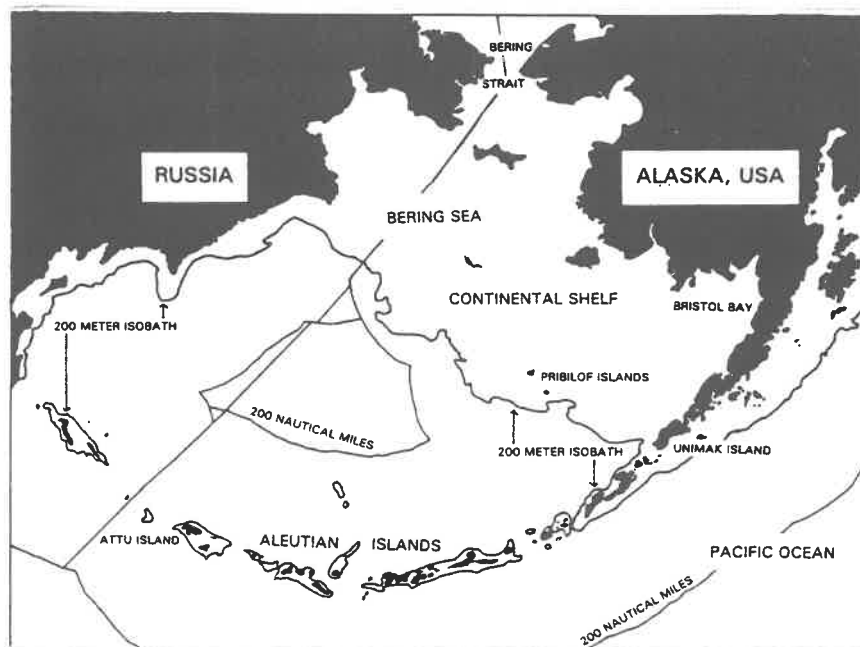 BERING
STRAIT
RUSSIA
ALASKA, USA
BERING SEA
CONTINENTAL SHELF
BRISTOL BAY
200 METER ISOBATH
PRIBILOF ISLANDS
200 NAUTICAL MILES
200 METER ISOBATH
UNIMAK ISLAND
ATTU ISLAND
ALEUTIAN ISLANDS
PACIFIC OCEAN
200 NAUTICAL MILES